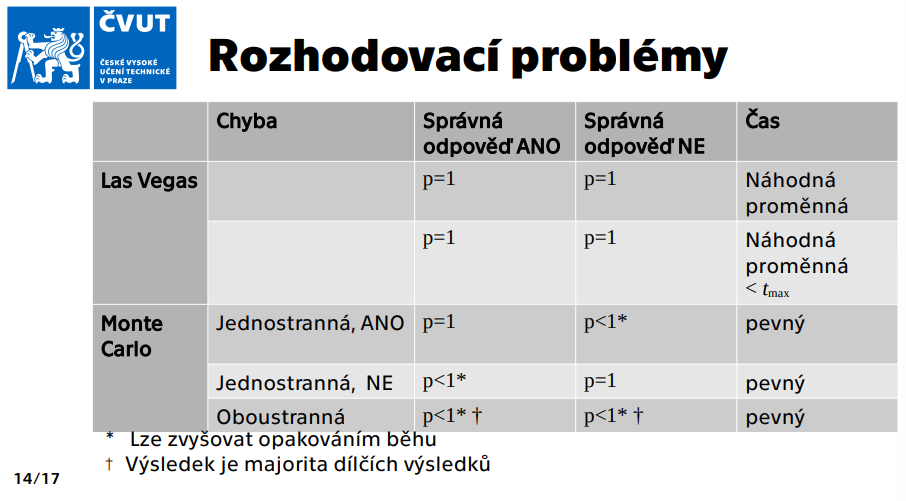 ČVUT
ČESKÉ VYSOKÉ
UČENÍ TECHNICKÉ
V PRAZE
Rozhodovací problémy
Chyba
Správná
odpověď ANO
Správná
odpověď NE
Čas
Las Vegas
p=1
p=1
Náhodná
proměnná
p=1
p=1
Náhodná
proměnná
< tmax
Monte
Carlo
Jednostranná, ANO
p=1
p<1*
pevný
Jednostranná, NE
p<1*
p=1
pevný
Oboustranná
p<1* †
p<1* †
pevný
* Lze zvyšovat opakováním běhu
† Výsledek je majorita dílčích výsledků
14/17